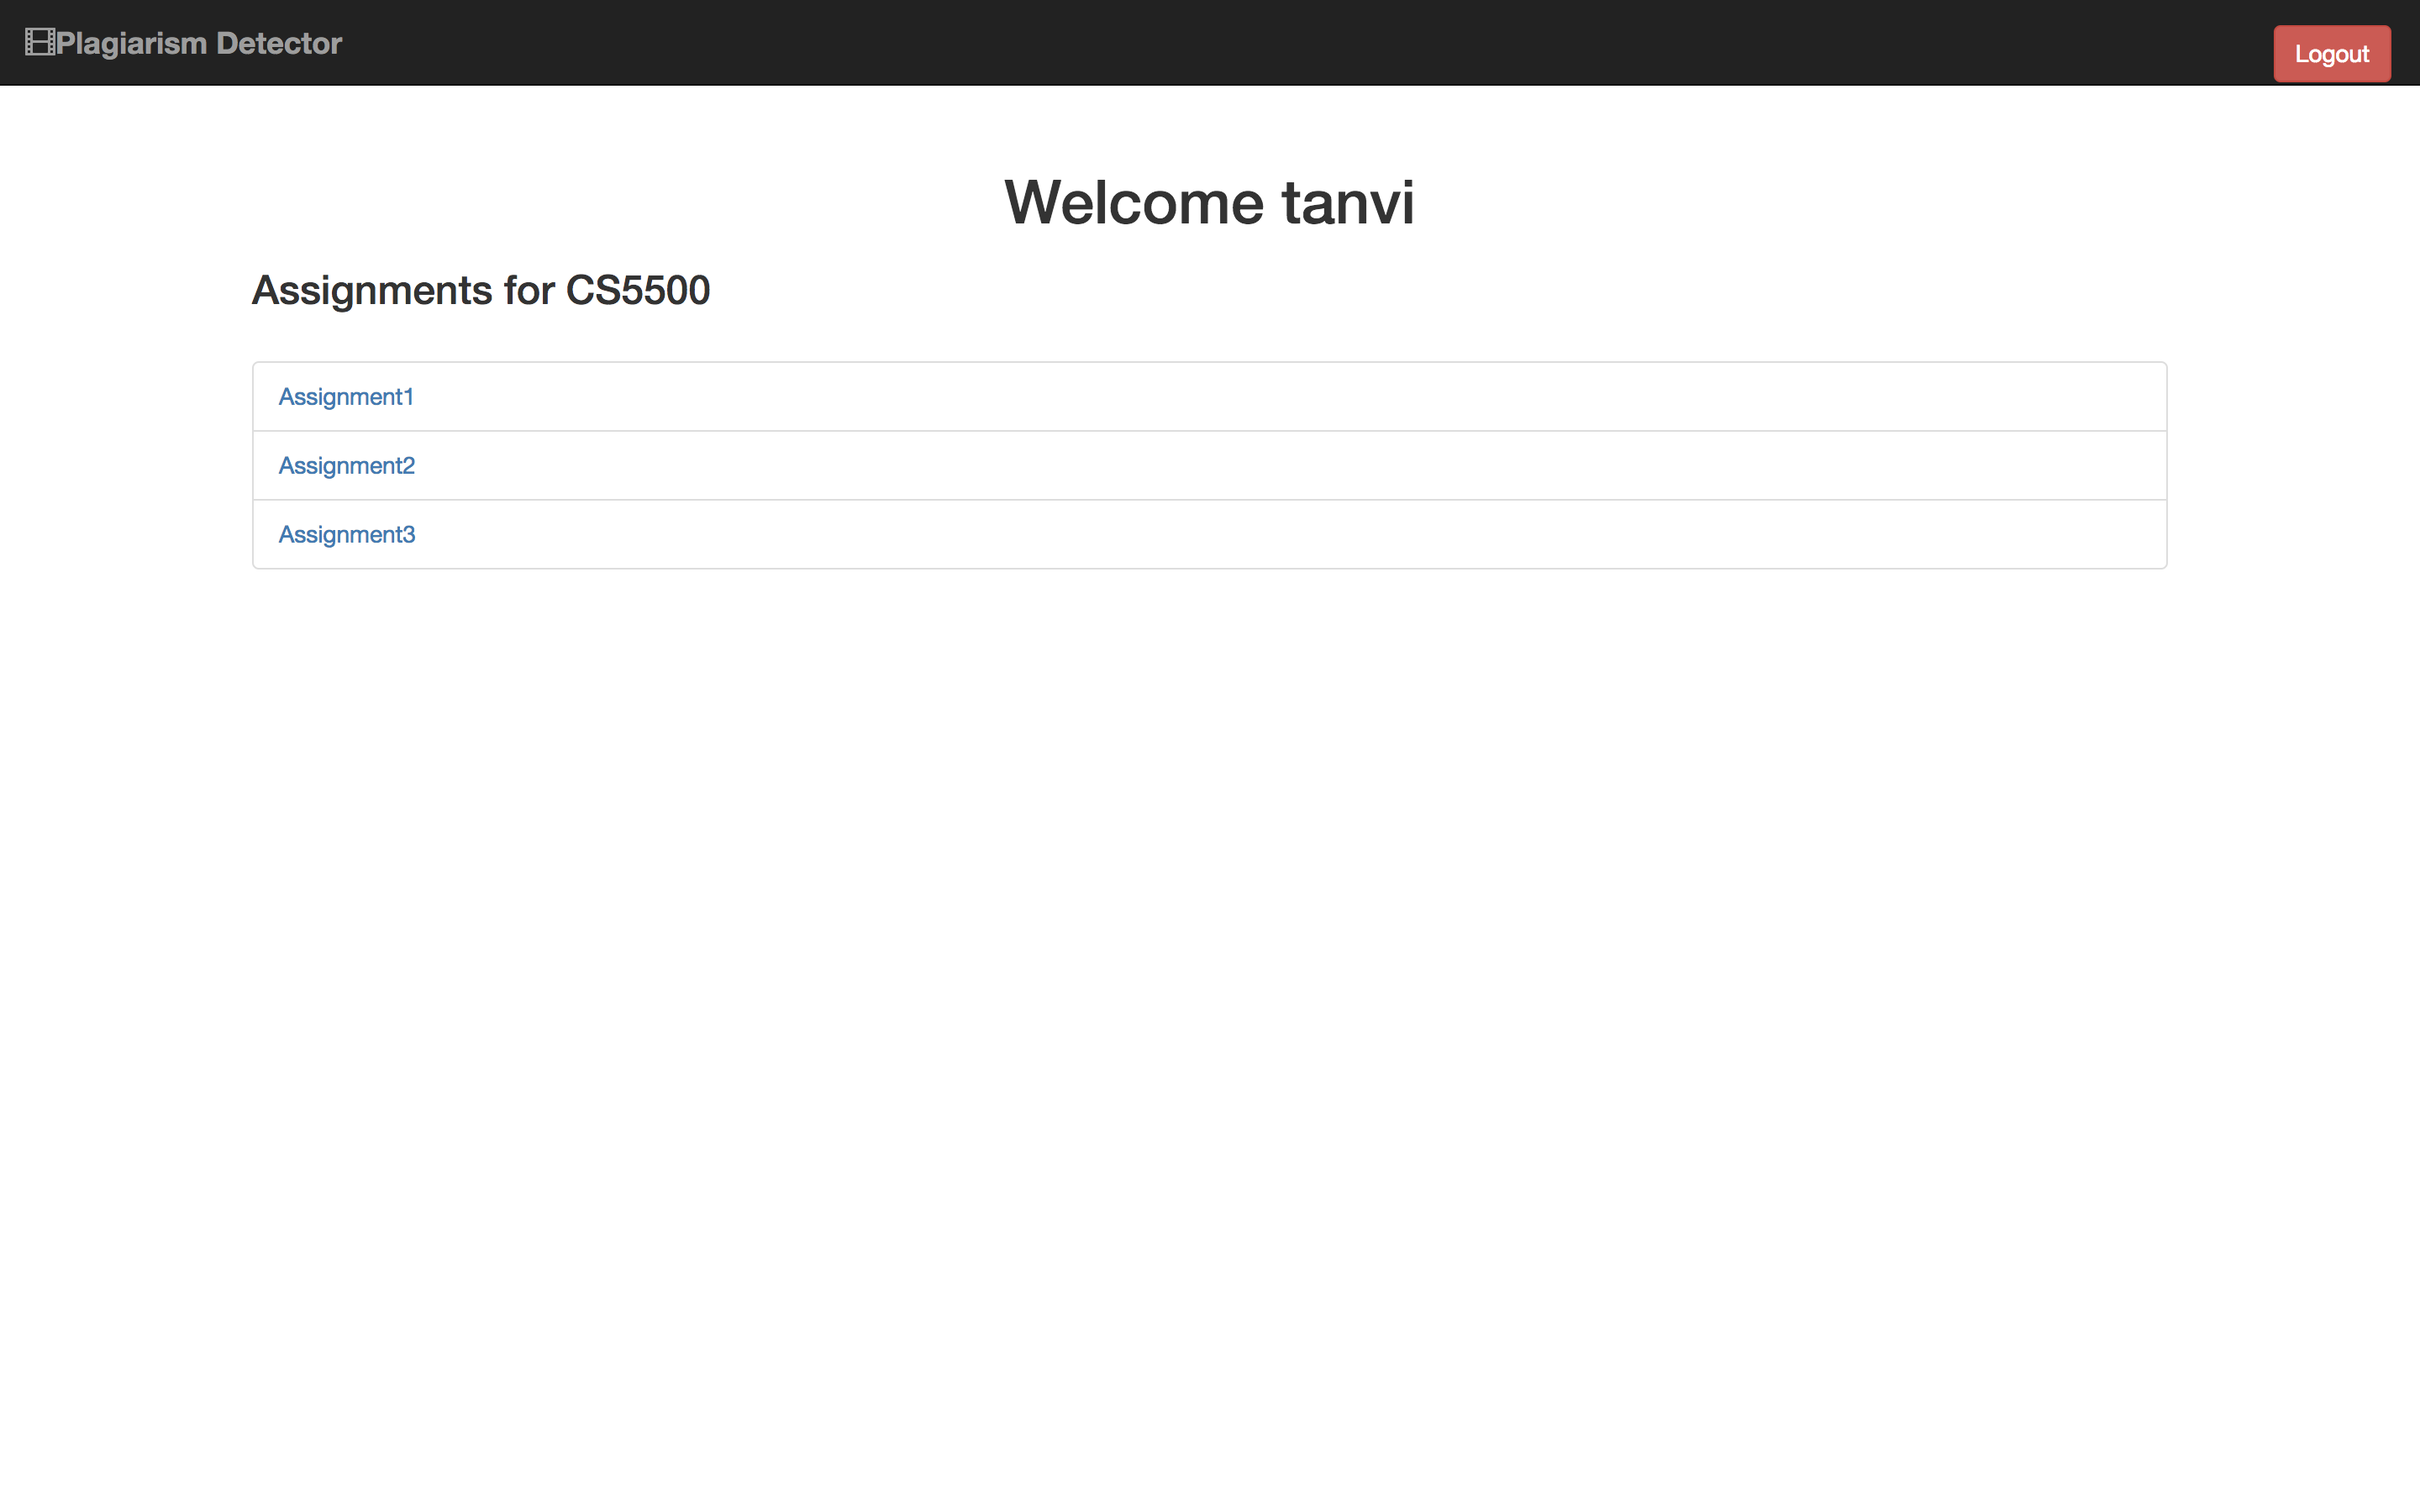 Plagiarism Detector
Logout
Welcome tanvi
Assignments for CS5500
Assignment1
Assignment2
Assignment3